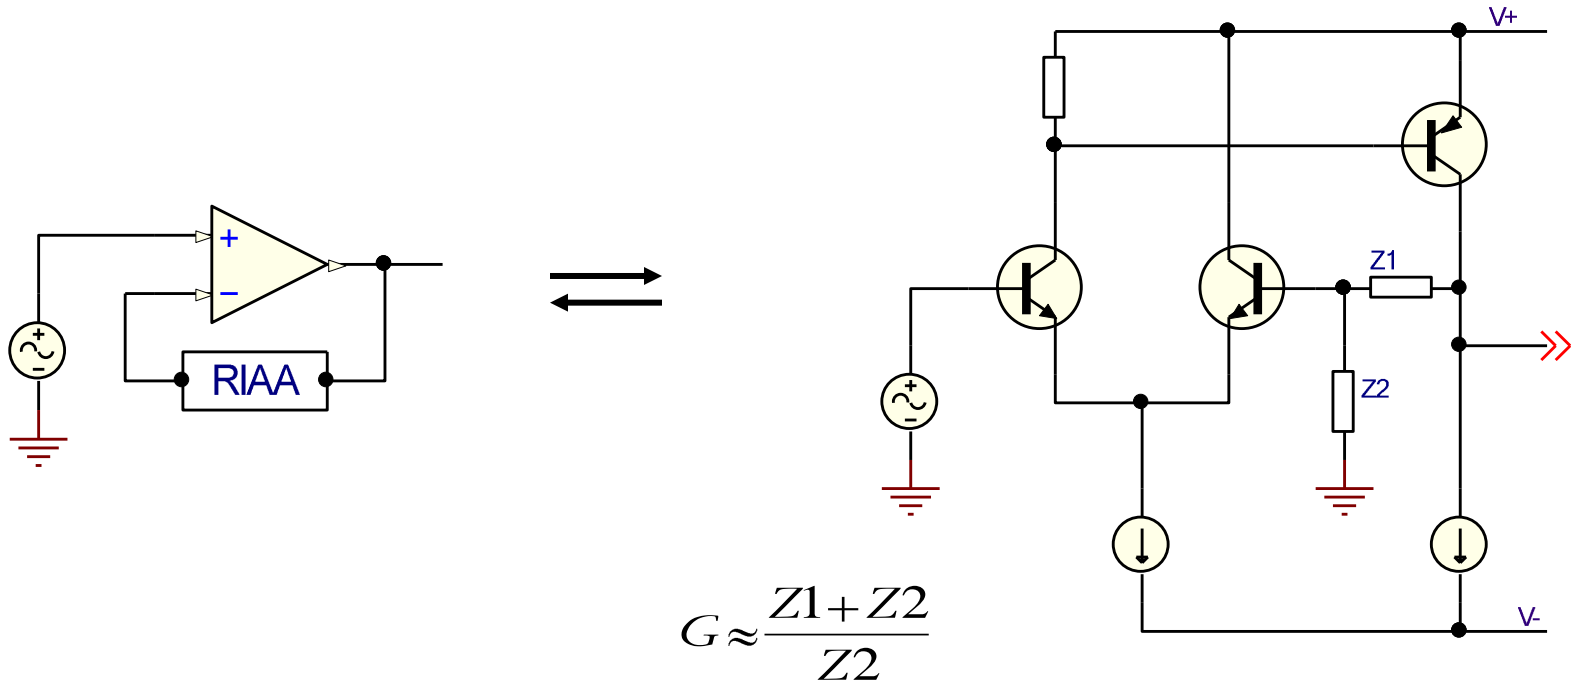 V+
+
−
RIAA
+
−
Z1
Z2
+
−
G≈(Z1+Z2)/Z2
V-